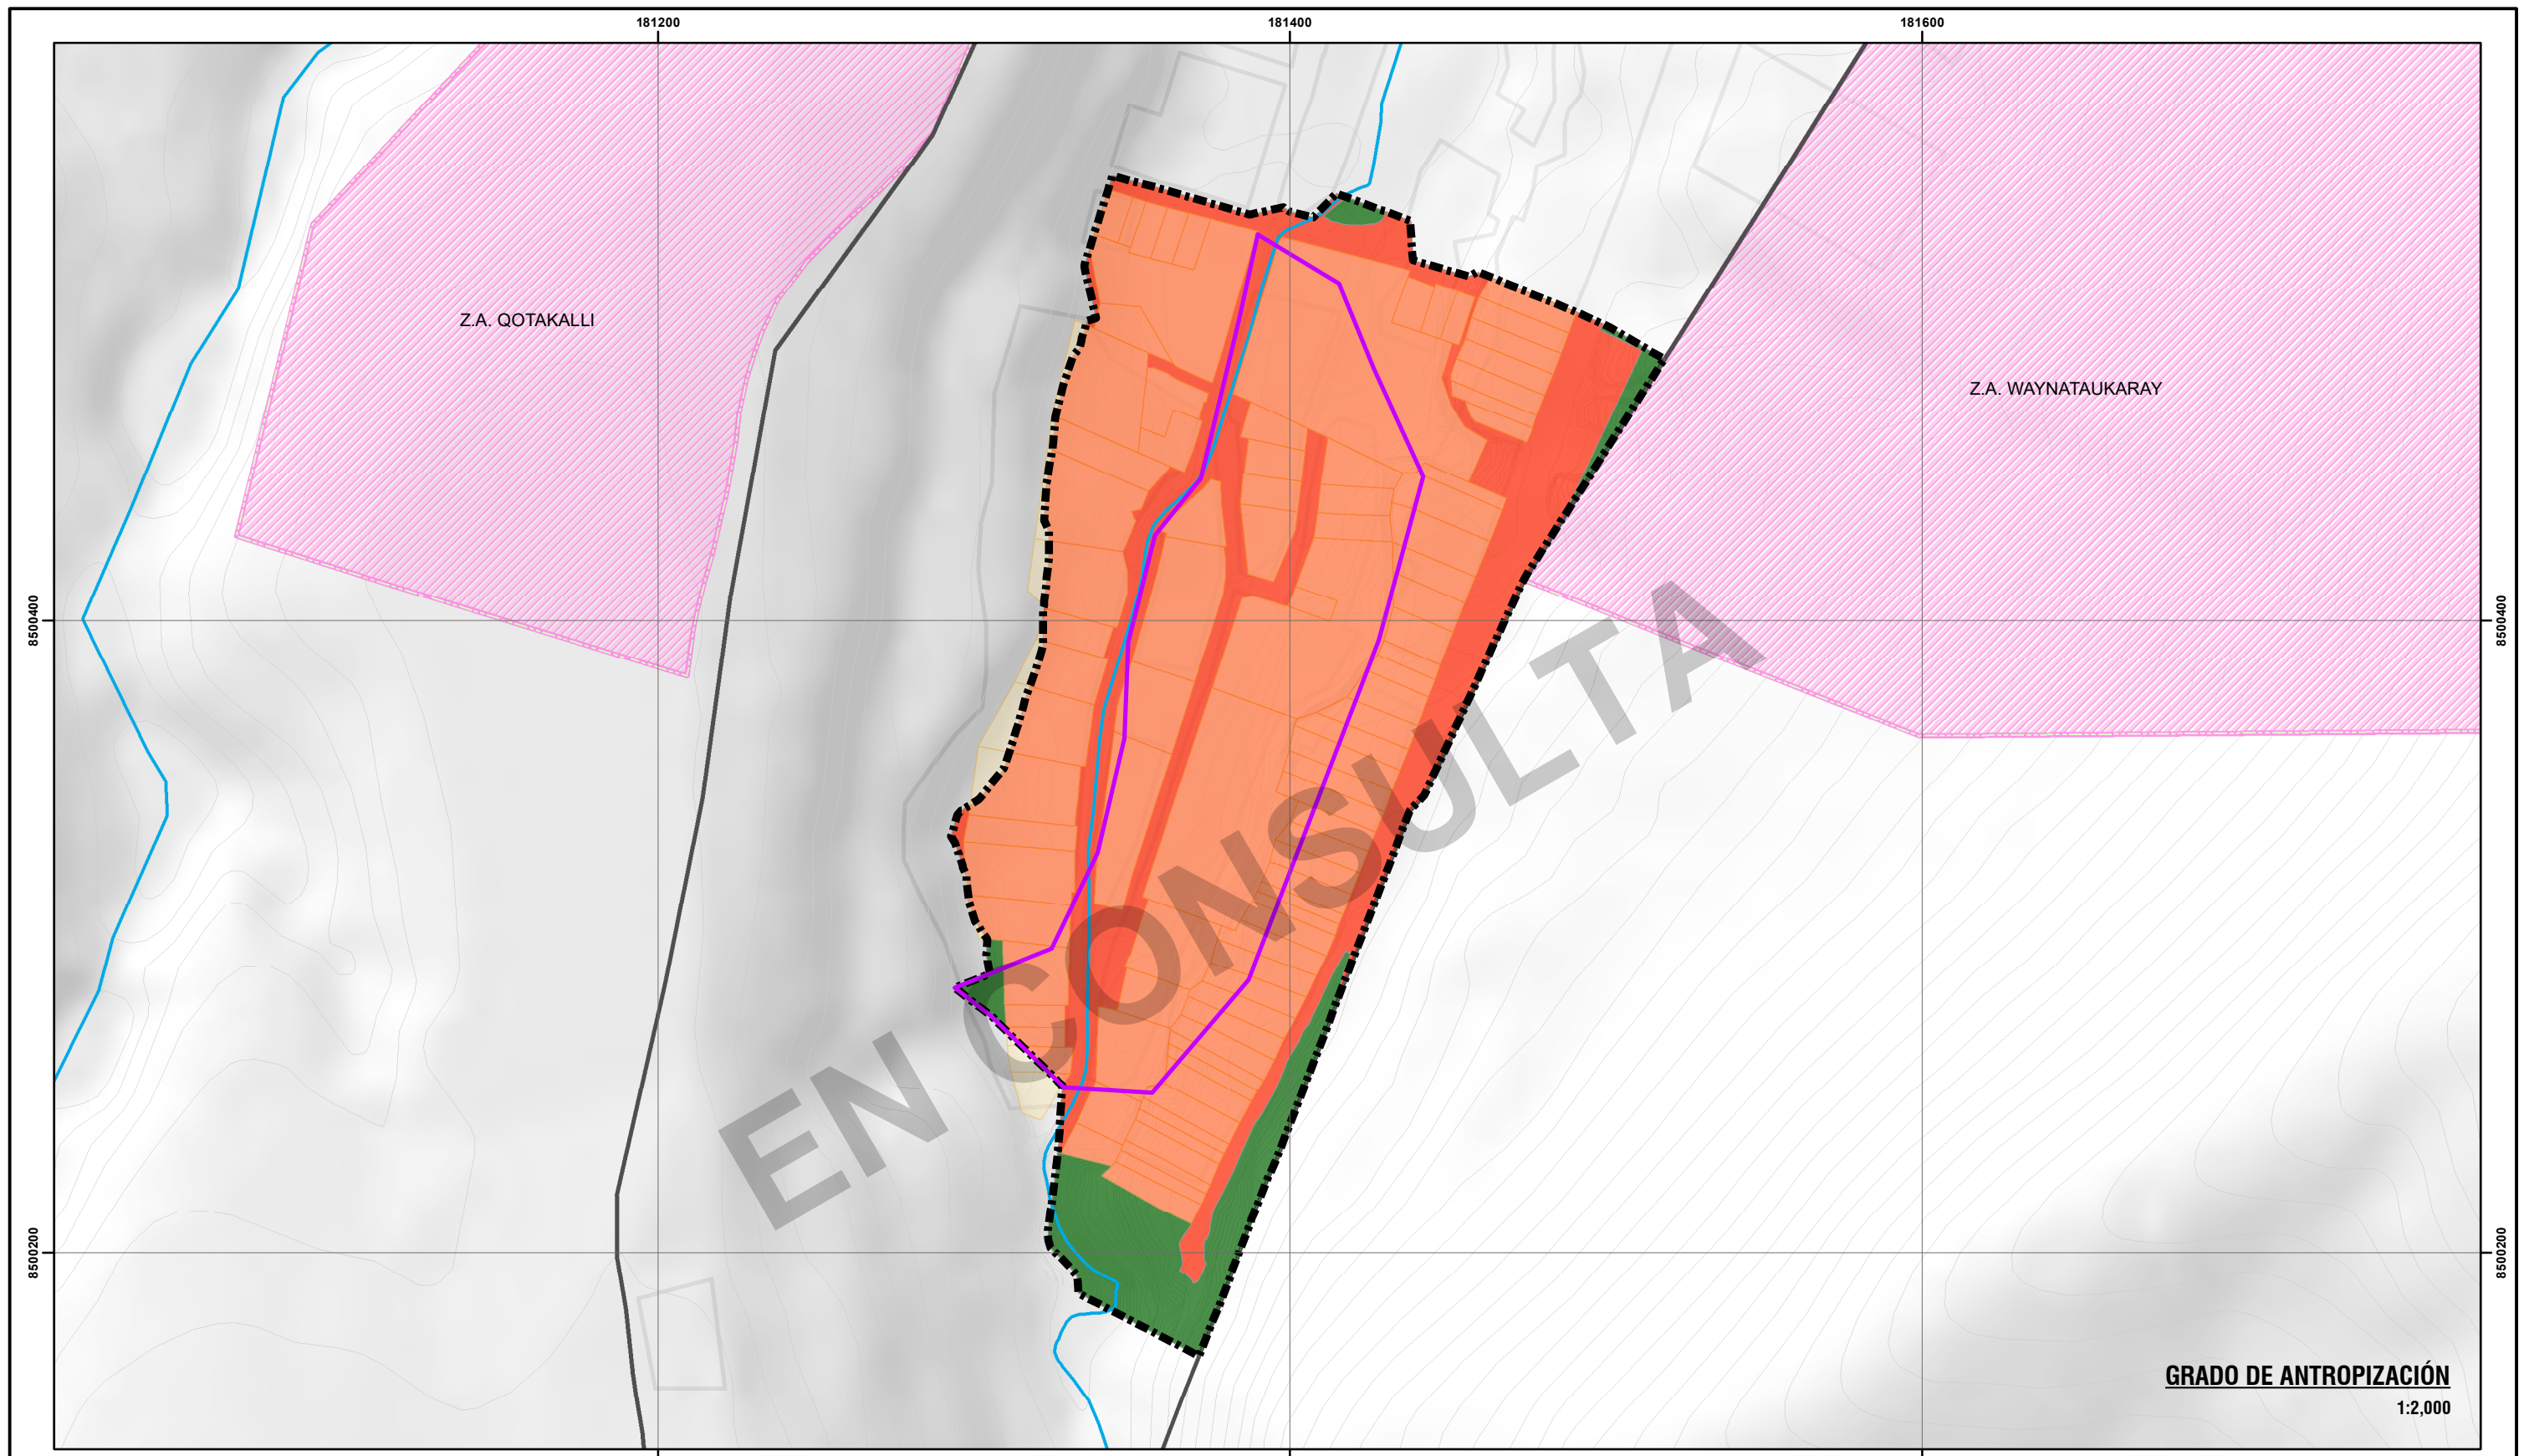 181200
181400
181600
Z.A. QOTAKALLI
Z.A. WAYNATAUKARAY
8500400
8500400
EN CONSULTA
8500200
8500200
GRADO DE ANTROPIZACIÓN
1:2,000